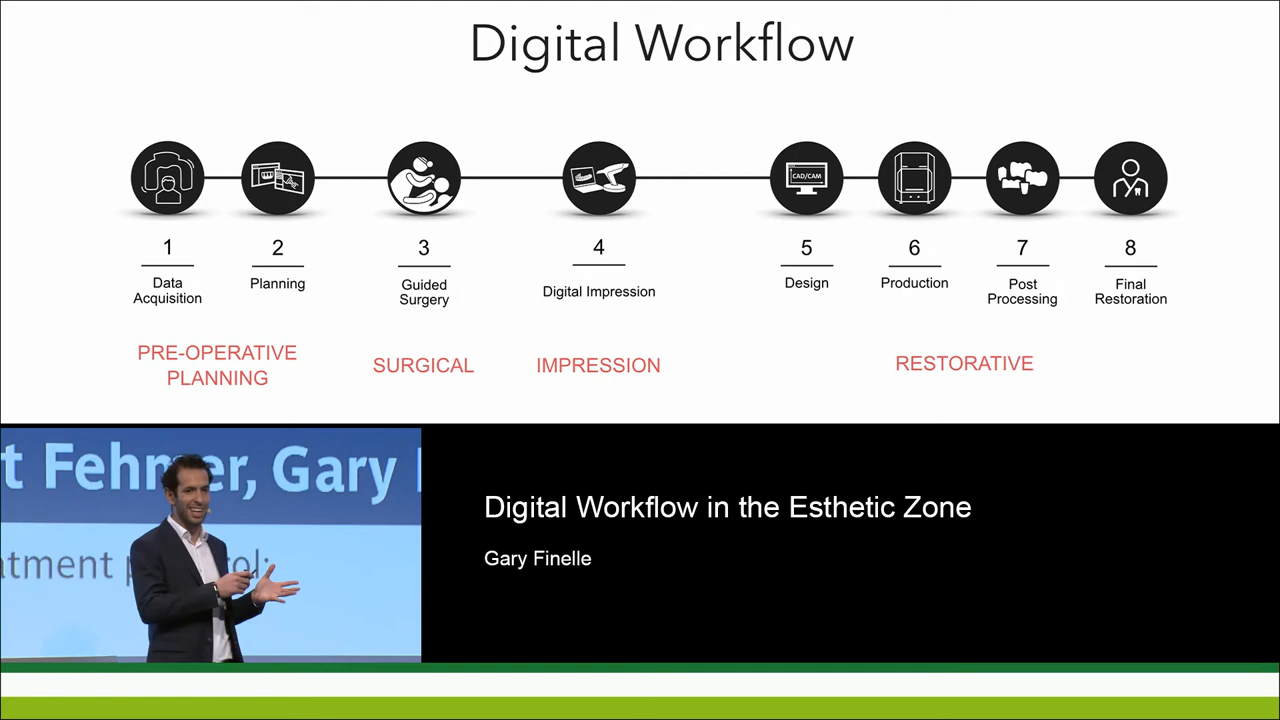 Digital Workflow
CAD/CAM
1
2
3
4
5
6
7
8
Data
Acquisition
Planning
Guided
Surgery
Digital Impression
Design
Production
Post
Processing
Final
Restoration
PRE-OPERATIVE
PLANNING
SURGICAL
IMPRESSION
RESTORATIVE
Gary
Digital Workflow in the Esthetic Zone
Gary Finelle